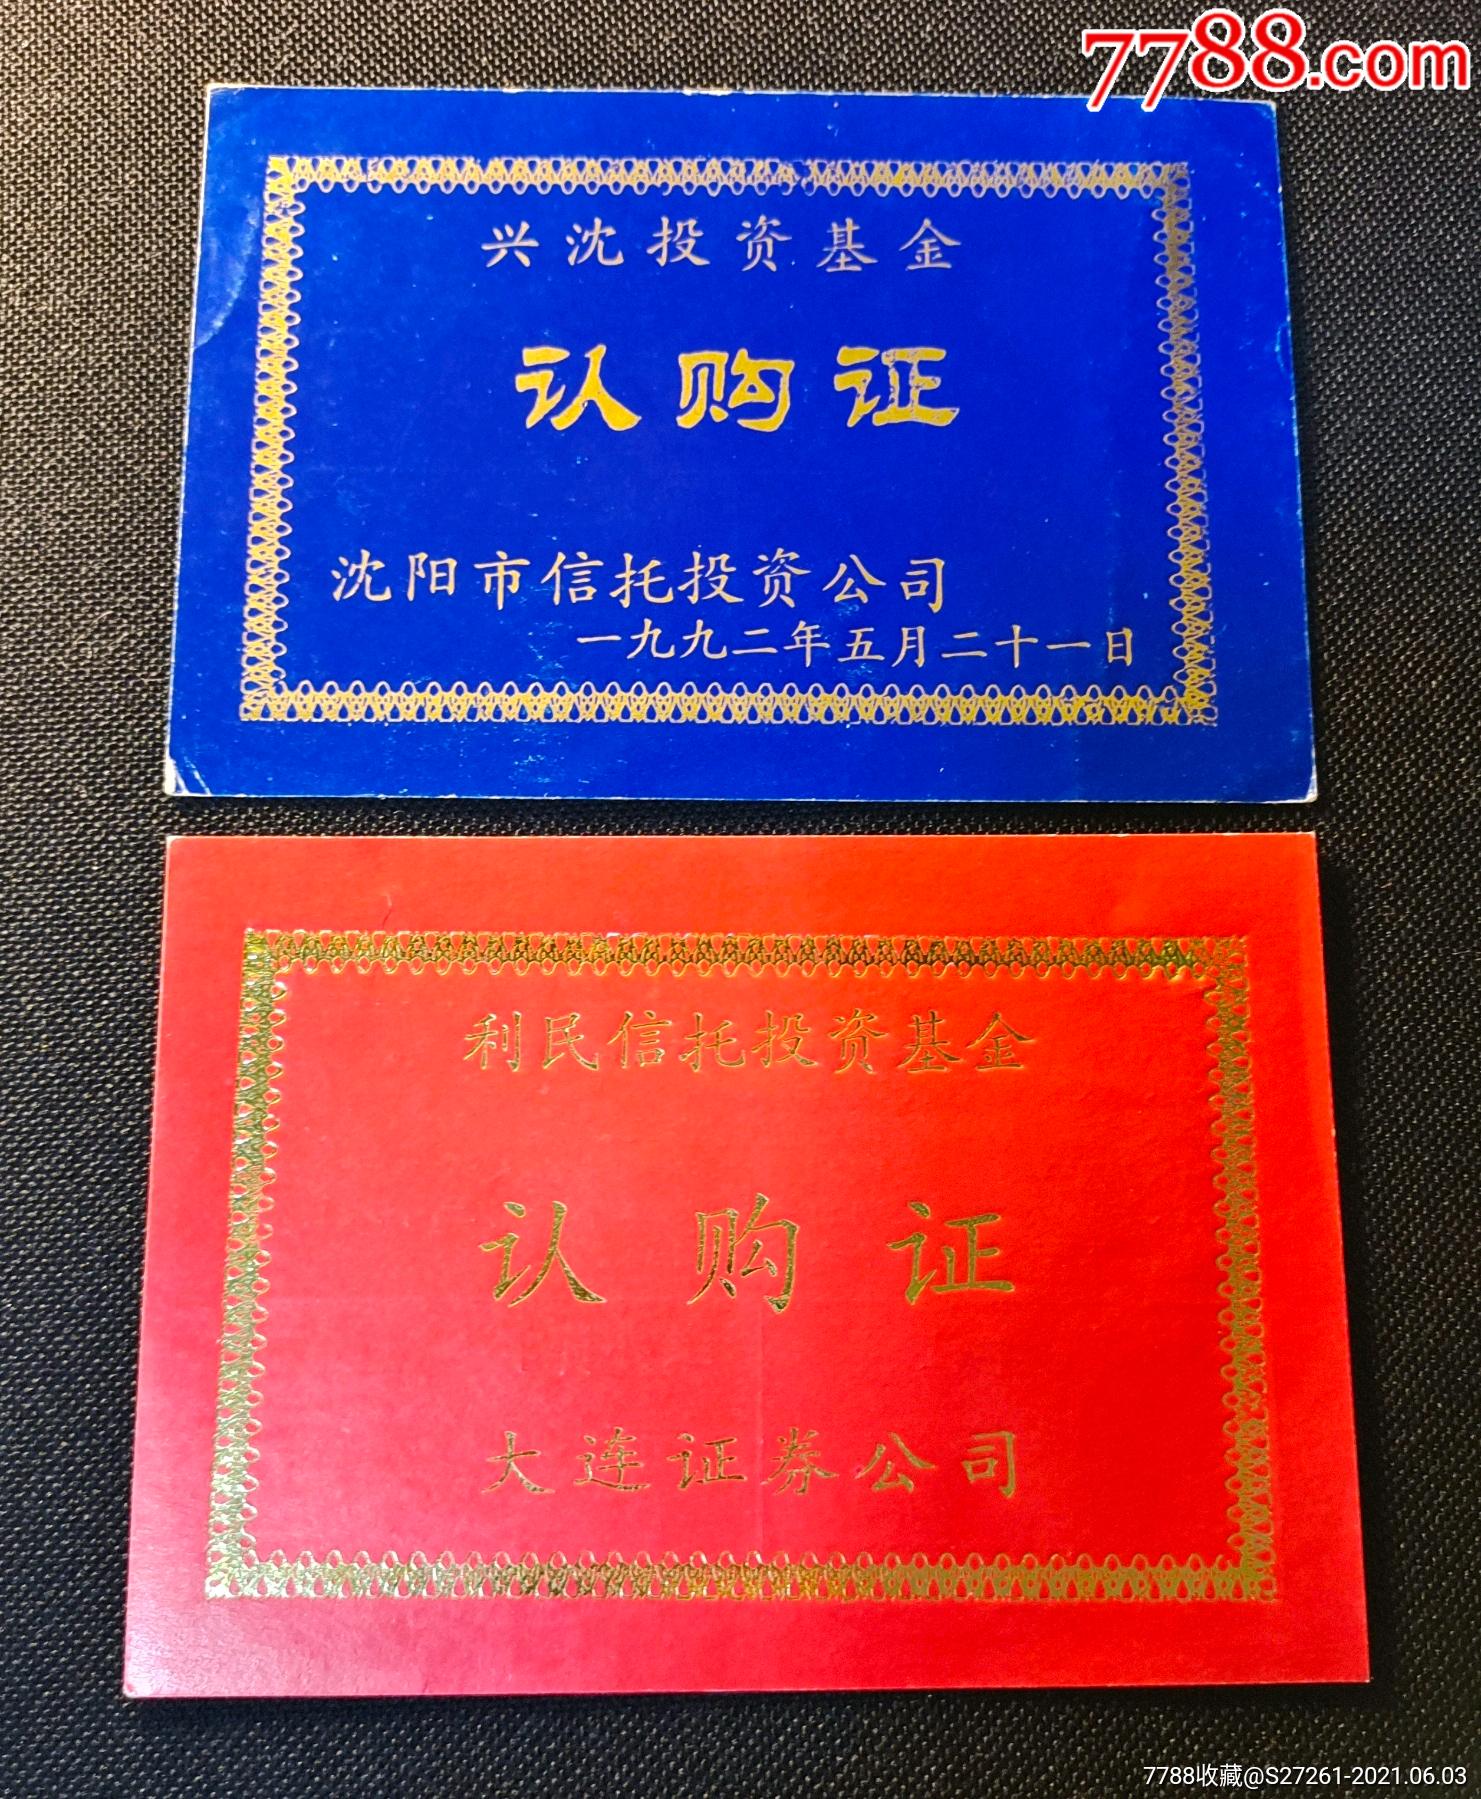 7788.com
兴沈投资基金
认购证
沈阳市信托投资公司
一九九二年五月二十一日
利民信托投资基金
认购证
大连证券公司
7788收藏@S27261-2021.06.03